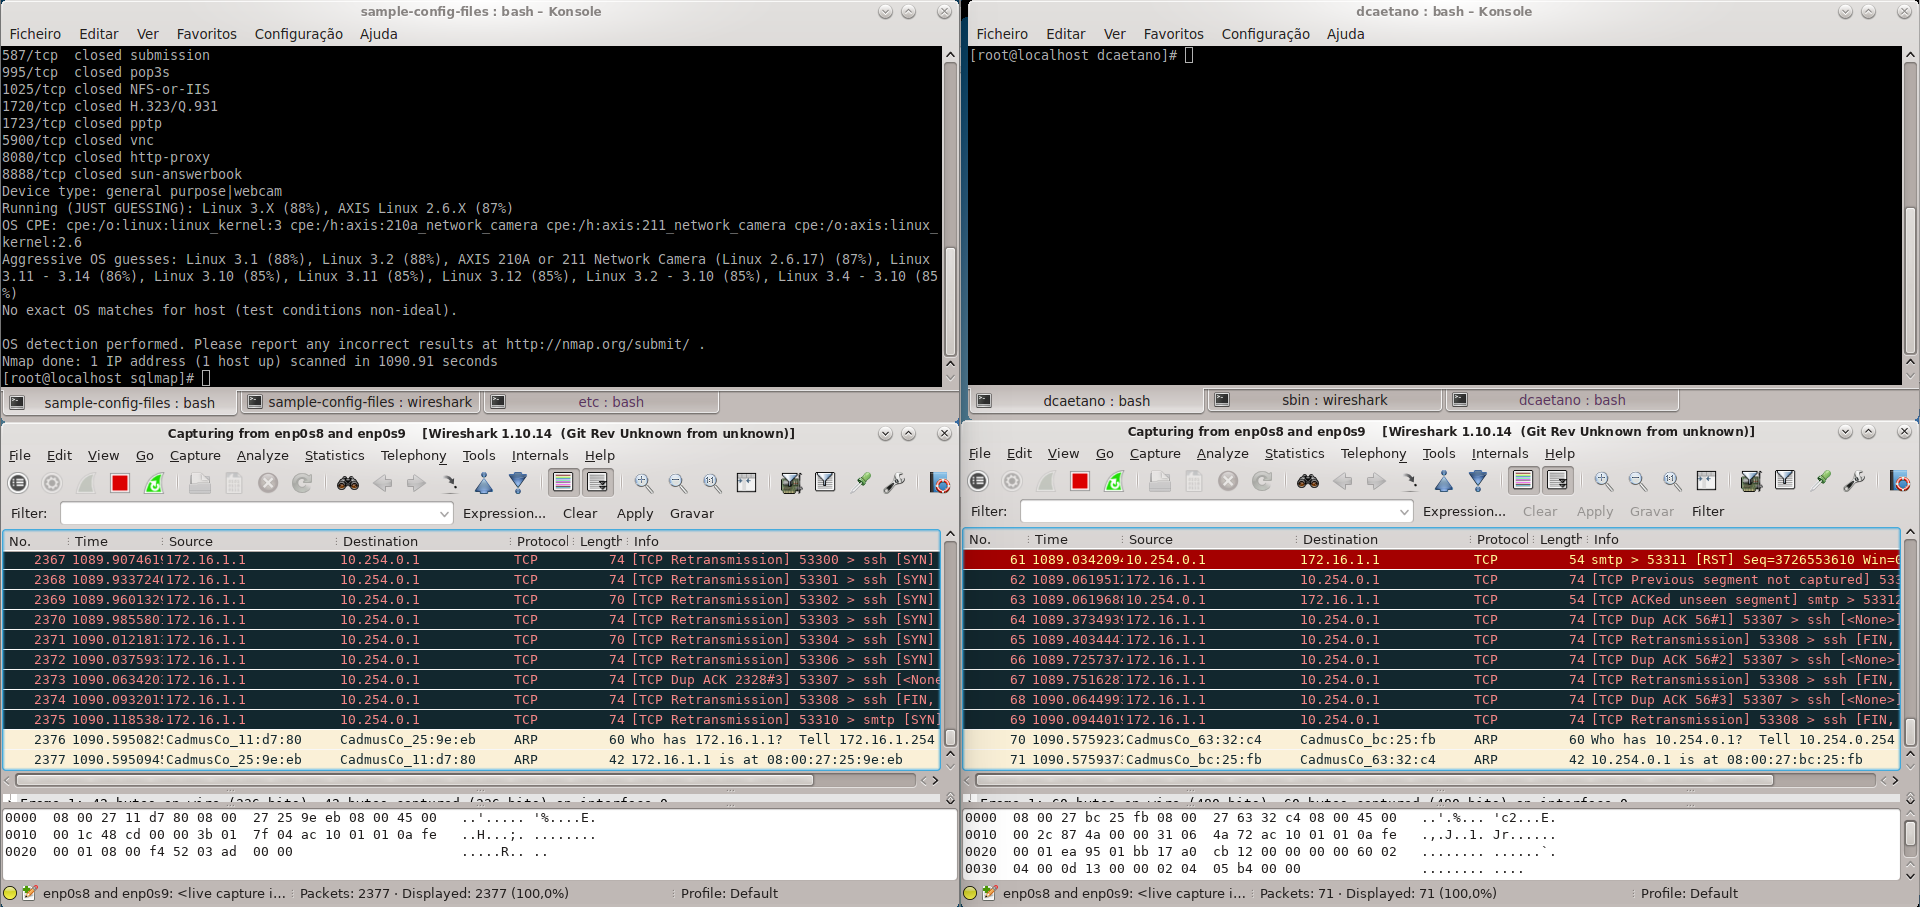 sample-config-files : bash – Konsole
Ficheiro Editar Ver Favoritos Configuração Ajuda
587/tcp  closed submission
995/tcp  closed pop3s
1025/tcp closed NFS-or-IIS
1720/tcp closed H.323/Q.931
1723/tcp closed pptp
5900/tcp closed vnc
8080/tcp closed http-proxy
8888/tcp closed sun-answerbook
Device type: general purpose|webcam
Running (JUST GUESSING): Linux 3.X (88%), AXIS Linux 2.6.X (87%)
OS CPE: cpe:/o:linux:linux_kernel:3 cpe:/h:axis:210a_network_camera cpe:/h:axis:211_network_camera cpe:/o:axis:linux_
kernel:2.6
Aggressive OS guesses: Linux 3.1 (88%), Linux 3.2 (88%), AXIS 210A or 211 Network Camera (Linux 2.6.17) (87%), Linux
3.11 - 3.14 (86%), Linux 3.10 (85%), Linux 3.11 (85%), Linux 3.12 (85%), Linux 3.2 - 3.10 (85%), Linux 3.4 - 3.10 (85
%)
No exact OS matches for host (test conditions non-ideal).
OS detection performed. Please report any incorrect results at http://nmap.org/submit/ .
Nmap done: 1 IP address (1 host up) scanned in 1090.91 seconds
[root@localhost sqlmap]#
sample-config-files : bash
sample-config-files : wireshark
etc : bash
dcaetano : bash – Konsole
Ficheiro Editar Ver Favoritos Configuração Ajuda
[root@localhost dcaetano]#
dcaetano : bash
sbin : wireshark
dcaetano : bash
Capturing from enp0s8 and enp0s9 [Wireshark 1.10.14 (Git Rev Unknown from unknown)]
File Edit View Go Capture Analyze Statistics Telephony Tools Internals Help
Filter: Expression... Clear Apply Gravar
No. Time Source Destination Protocol Length Info
2367 1089.9074619 172.16.1.1 10.254.0.1 TCP 74 [TCP Retransmission] 53300 > ssh [SYN]
2368 1089.9337240 172.16.1.1 10.254.0.1 TCP 74 [TCP Retransmission] 53301 > ssh [SYN]
2369 1089.960132 172.16.1.1 10.254.0.1 TCP 70 [TCP Retransmission] 53302 > ssh [SYN]
2370 1089.985580 172.16.1.1 10.254.0.1 TCP 74 [TCP Retransmission] 53303 > ssh [SYN]
2371 1090.012181 172.16.1.1 10.254.0.1 TCP 70 [TCP Retransmission] 53304 > ssh [SYN]
2372 1090.037593 172.16.1.1 10.254.0.1 TCP 74 [TCP Retransmission] 53306 > ssh [SYN]
2373 1090.063420 172.16.1.1 10.254.0.1 TCP 74 [TCP Dup ACK 2328#3] 53307 > ssh [<None
2374 1090.093201 172.16.1.1 10.254.0.1 TCP 74 [TCP Retransmission] 53308 > ssh [FIN,
2375 1090.118538 172.16.1.1 10.254.0.1 TCP 74 [TCP Retransmission] 53310 > smtp [SYN]
2376 1090.595082 CadmusCo_11:d7:80 CadmusCo_25:9e:eb ARP 60 Who has 172.16.1.1?  Tell 172.16.1.254
2377 1090.595094 CadmusCo_25:9e:eb CadmusCo_11:d7:80 ARP 42 172.16.1.1 is at 08:00:27:25:9e:eb
0000  08 00 27 11 d7 80 08 00  27 25 9e eb 08 00 45 00   ..'..... '%....E.
0010  00 1c 48 cd 00 00 3b 01  7f 04 ac 10 01 01 0a fe   ..H...;. ........
0020  00 01 08 00 f4 52 03 ad  00 00   .....R.. ..
enp0s8 and enp0s9: <live capture i... Packets: 2377 · Displayed: 2377 (100,0%) Profile: Default
Capturing from enp0s8 and enp0s9 [Wireshark 1.10.14 (Git Rev Unknown from unknown)]
File Edit View Go Capture Analyze Statistics Telephony Tools Internals Help
Filter: Expression... Clear Apply Gravar Filter
No. Time Source Destination Protocol Length Info
61 1089.034209 10.254.0.1 172.16.1.1 TCP 54 smtp > 53311 [RST] Seq=3726553610 Win=0
62 1089.061951 172.16.1.1 10.254.0.1 TCP 74 [TCP Previous segment not captured] 533
63 1089.061968 10.254.0.1 172.16.1.1 TCP 54 [TCP ACKed unseen segment] smtp > 53312
64 1089.373493 172.16.1.1 10.254.0.1 TCP 74 [TCP Dup ACK 56#1] 53307 > ssh [<None>]
65 1089.403444 172.16.1.1 10.254.0.1 TCP 74 [TCP Retransmission] 53308 > ssh [FIN,
66 1089.725737 172.16.1.1 10.254.0.1 TCP 74 [TCP Dup ACK 56#2] 53307 > ssh [<None>]
67 1089.751628 172.16.1.1 10.254.0.1 TCP 74 [TCP Retransmission] 53308 > ssh [FIN,
68 1090.064499 172.16.1.1 10.254.0.1 TCP 74 [TCP Dup ACK 56#3] 53307 > ssh [<None>]
69 1090.094401 172.16.1.1 10.254.0.1 TCP 74 [TCP Retransmission] 53308 > ssh [FIN,
70 1090.575923 CadmusCo_63:32:c4 CadmusCo_bc:25:fb ARP 60 Who has 10.254.0.1?  Tell 10.254.0.254
71 1090.575937 CadmusCo_bc:25:fb CadmusCo_63:32:c4 ARP 42 10.254.0.1 is at 08:00:27:bc:25:fb
0000  08 00 27 bc 25 fb 08 00  27 63 32 c4 08 00 45 00   ..'.%... 'c2...E.
0010  00 2c 87 4a 00 00 31 06  4a 72 ac 10 01 01 0a fe   .,.J..1. Jr......
0020  00 01 ea 95 01 bb 17 a0  cb 12 00 00 00 00 60 02   ........ ......`.
0030  04 00 0d 13 00 00 02 04  05 b4 00 00   ........ ....
enp0s8 and enp0s9: <live capture i... Packets: 71 · Displayed: 71 (100,0%) Profile: Default